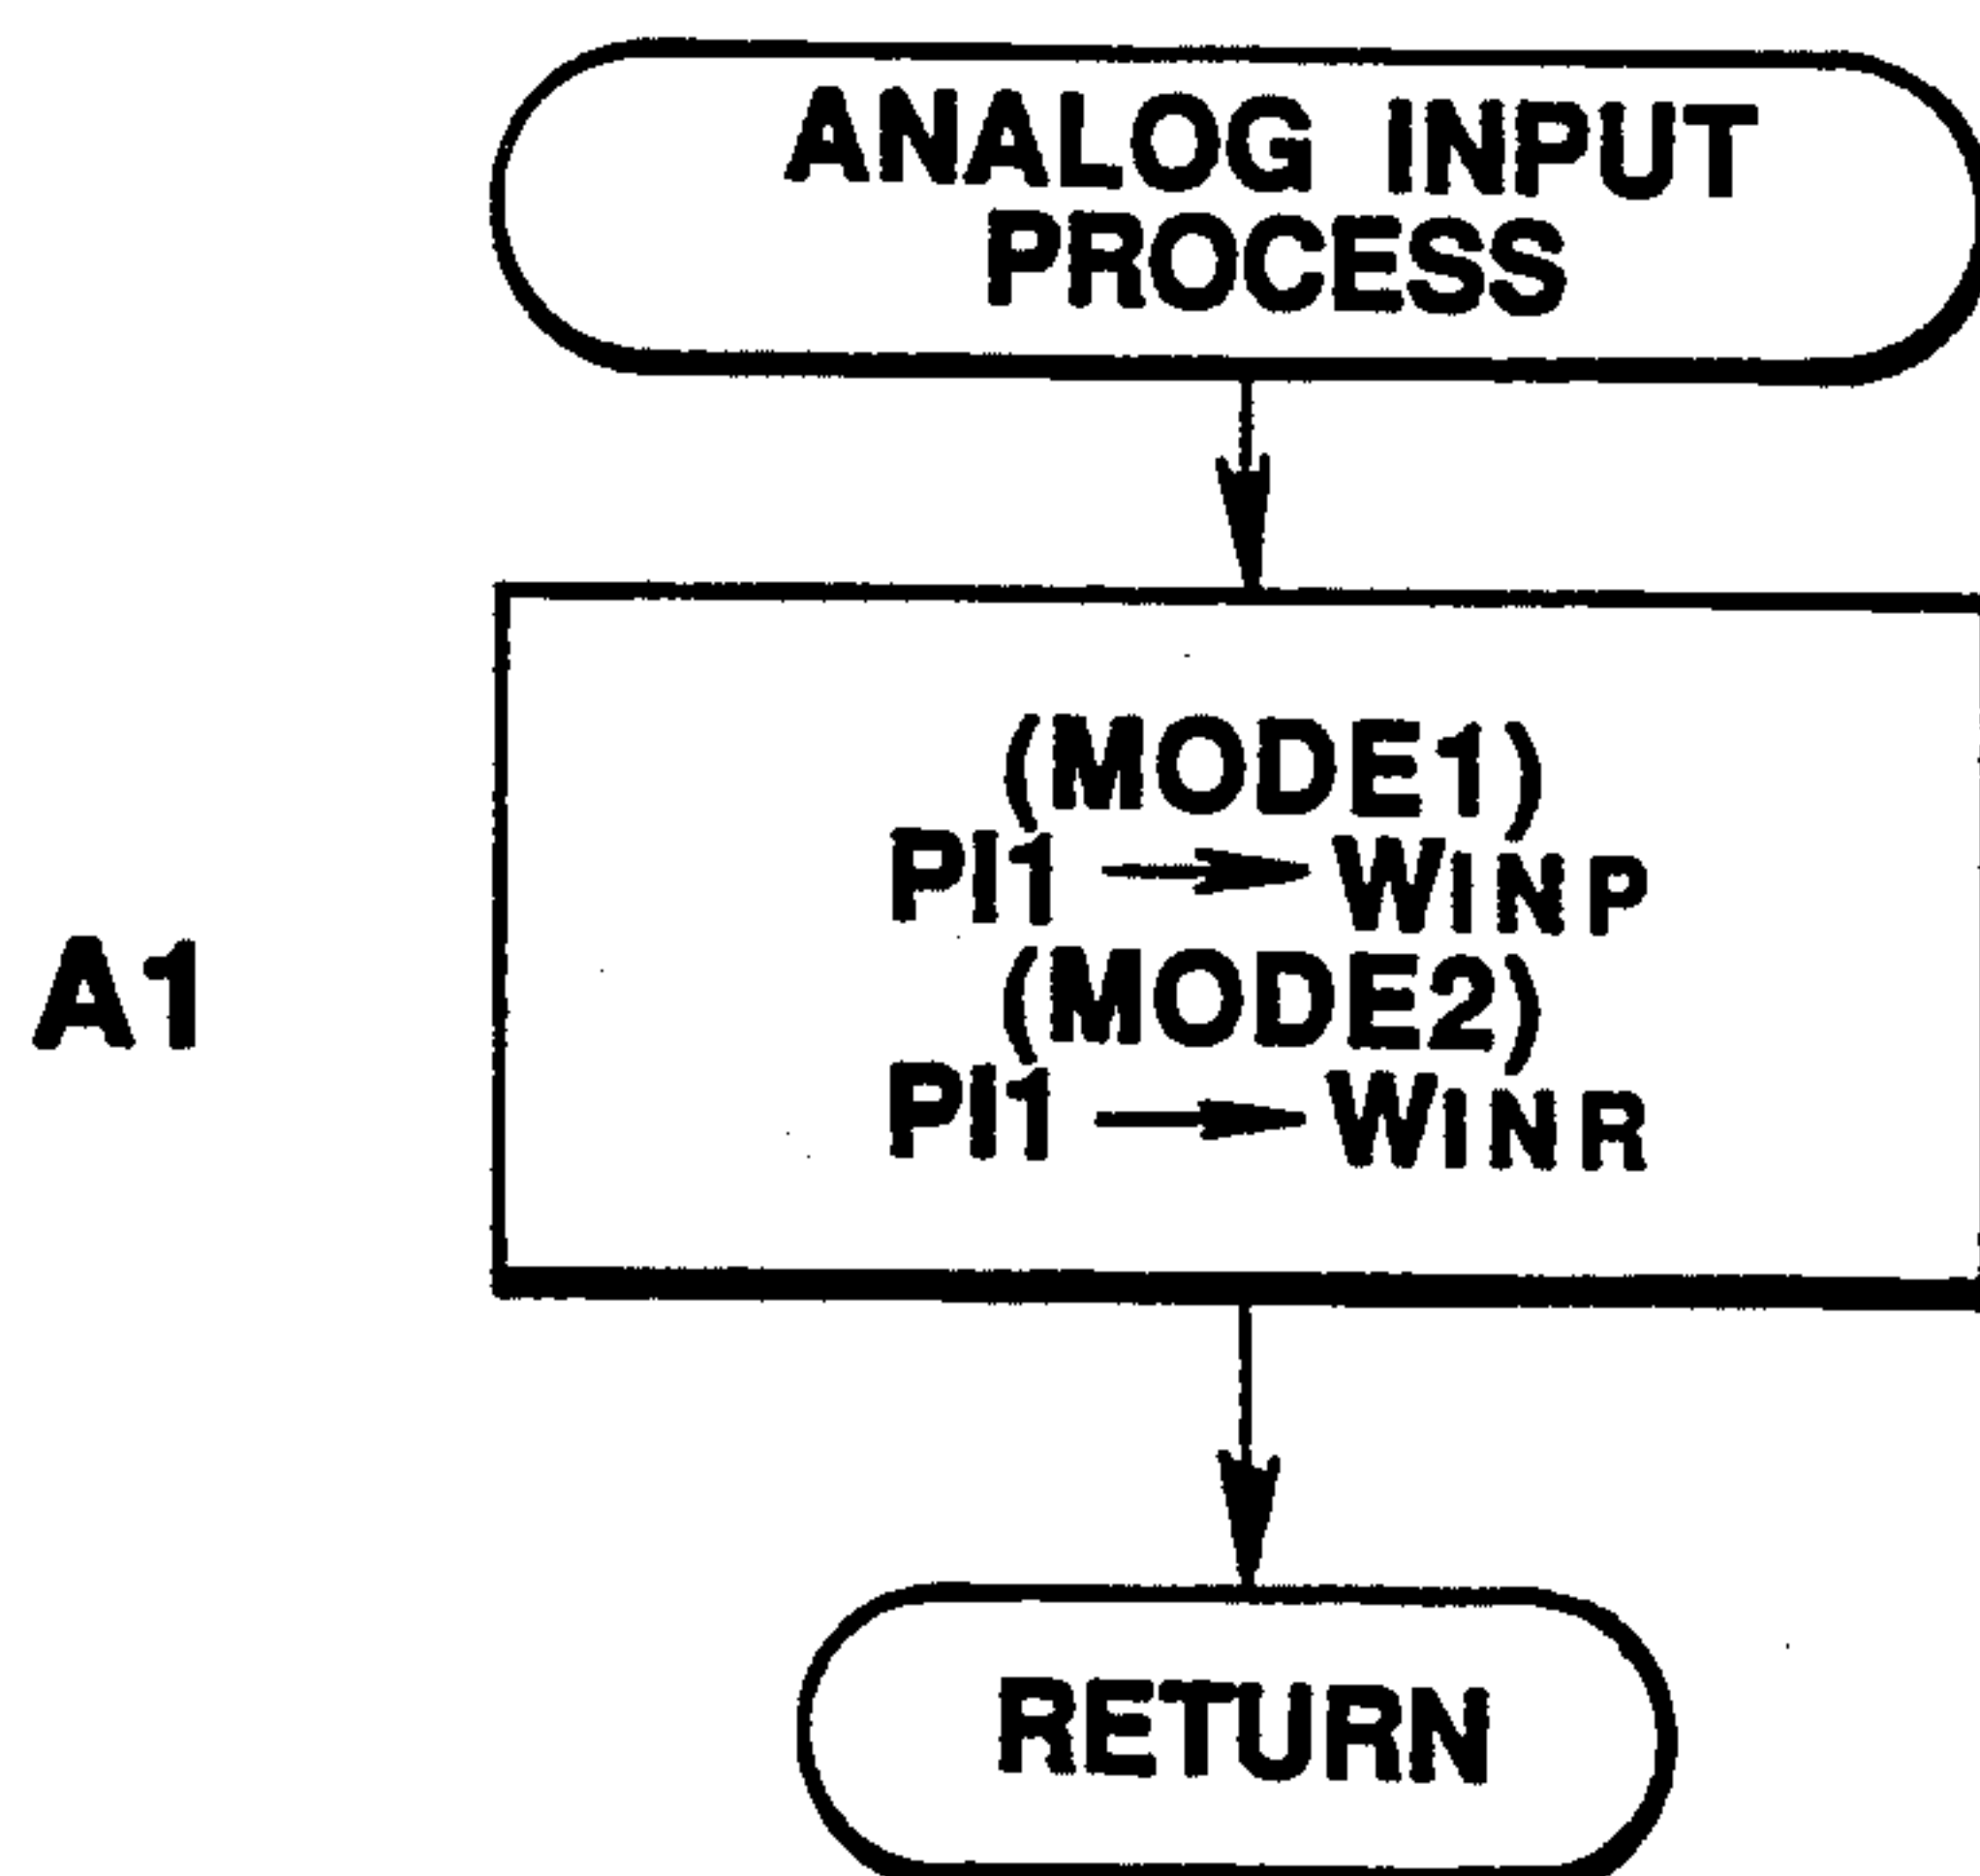 ANALOG INPUT
PROCESS
A1
(MODE1)
PI1 → WINP
(MODE2)
PI1 → WINR
RETURN